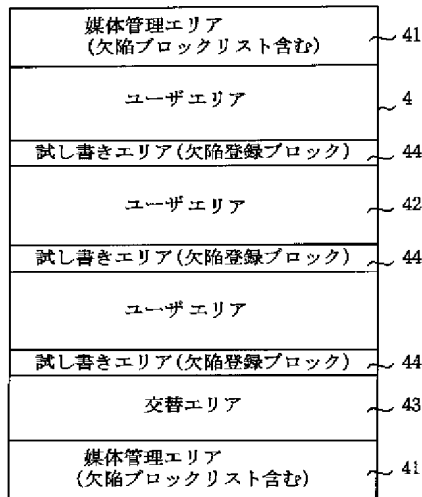 媒体管理エリア
(欠陥ブロックリスト含む)
41
ユーザエリア
4
試し書きエリア(欠陥登録ブロック)
44
ユーザエリア
42
試し書きエリア(欠陥登録ブロック)
44
ユーザエリア
試し書きエリア(欠陥登録ブロック)
44
交替エリア
43
媒体管理エリア
(欠陥ブロックリスト含む)
41